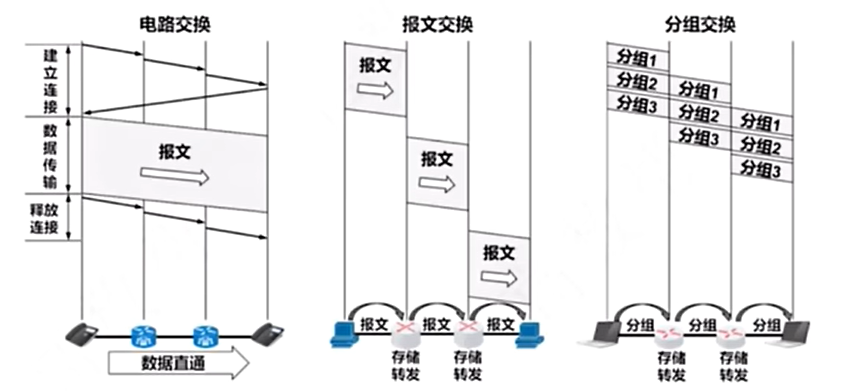 电路交换
建立连接
数据传输
释放连接
报文
数据直通
报文交换
报文
报文
报文
报文
报文
报文
存储转发
存储转发
分组交换
分组1
分组2
分组3
分组1
分组2
分组3
分组1
分组2
分组3
分组
分组
分组
存储转发
存储转发